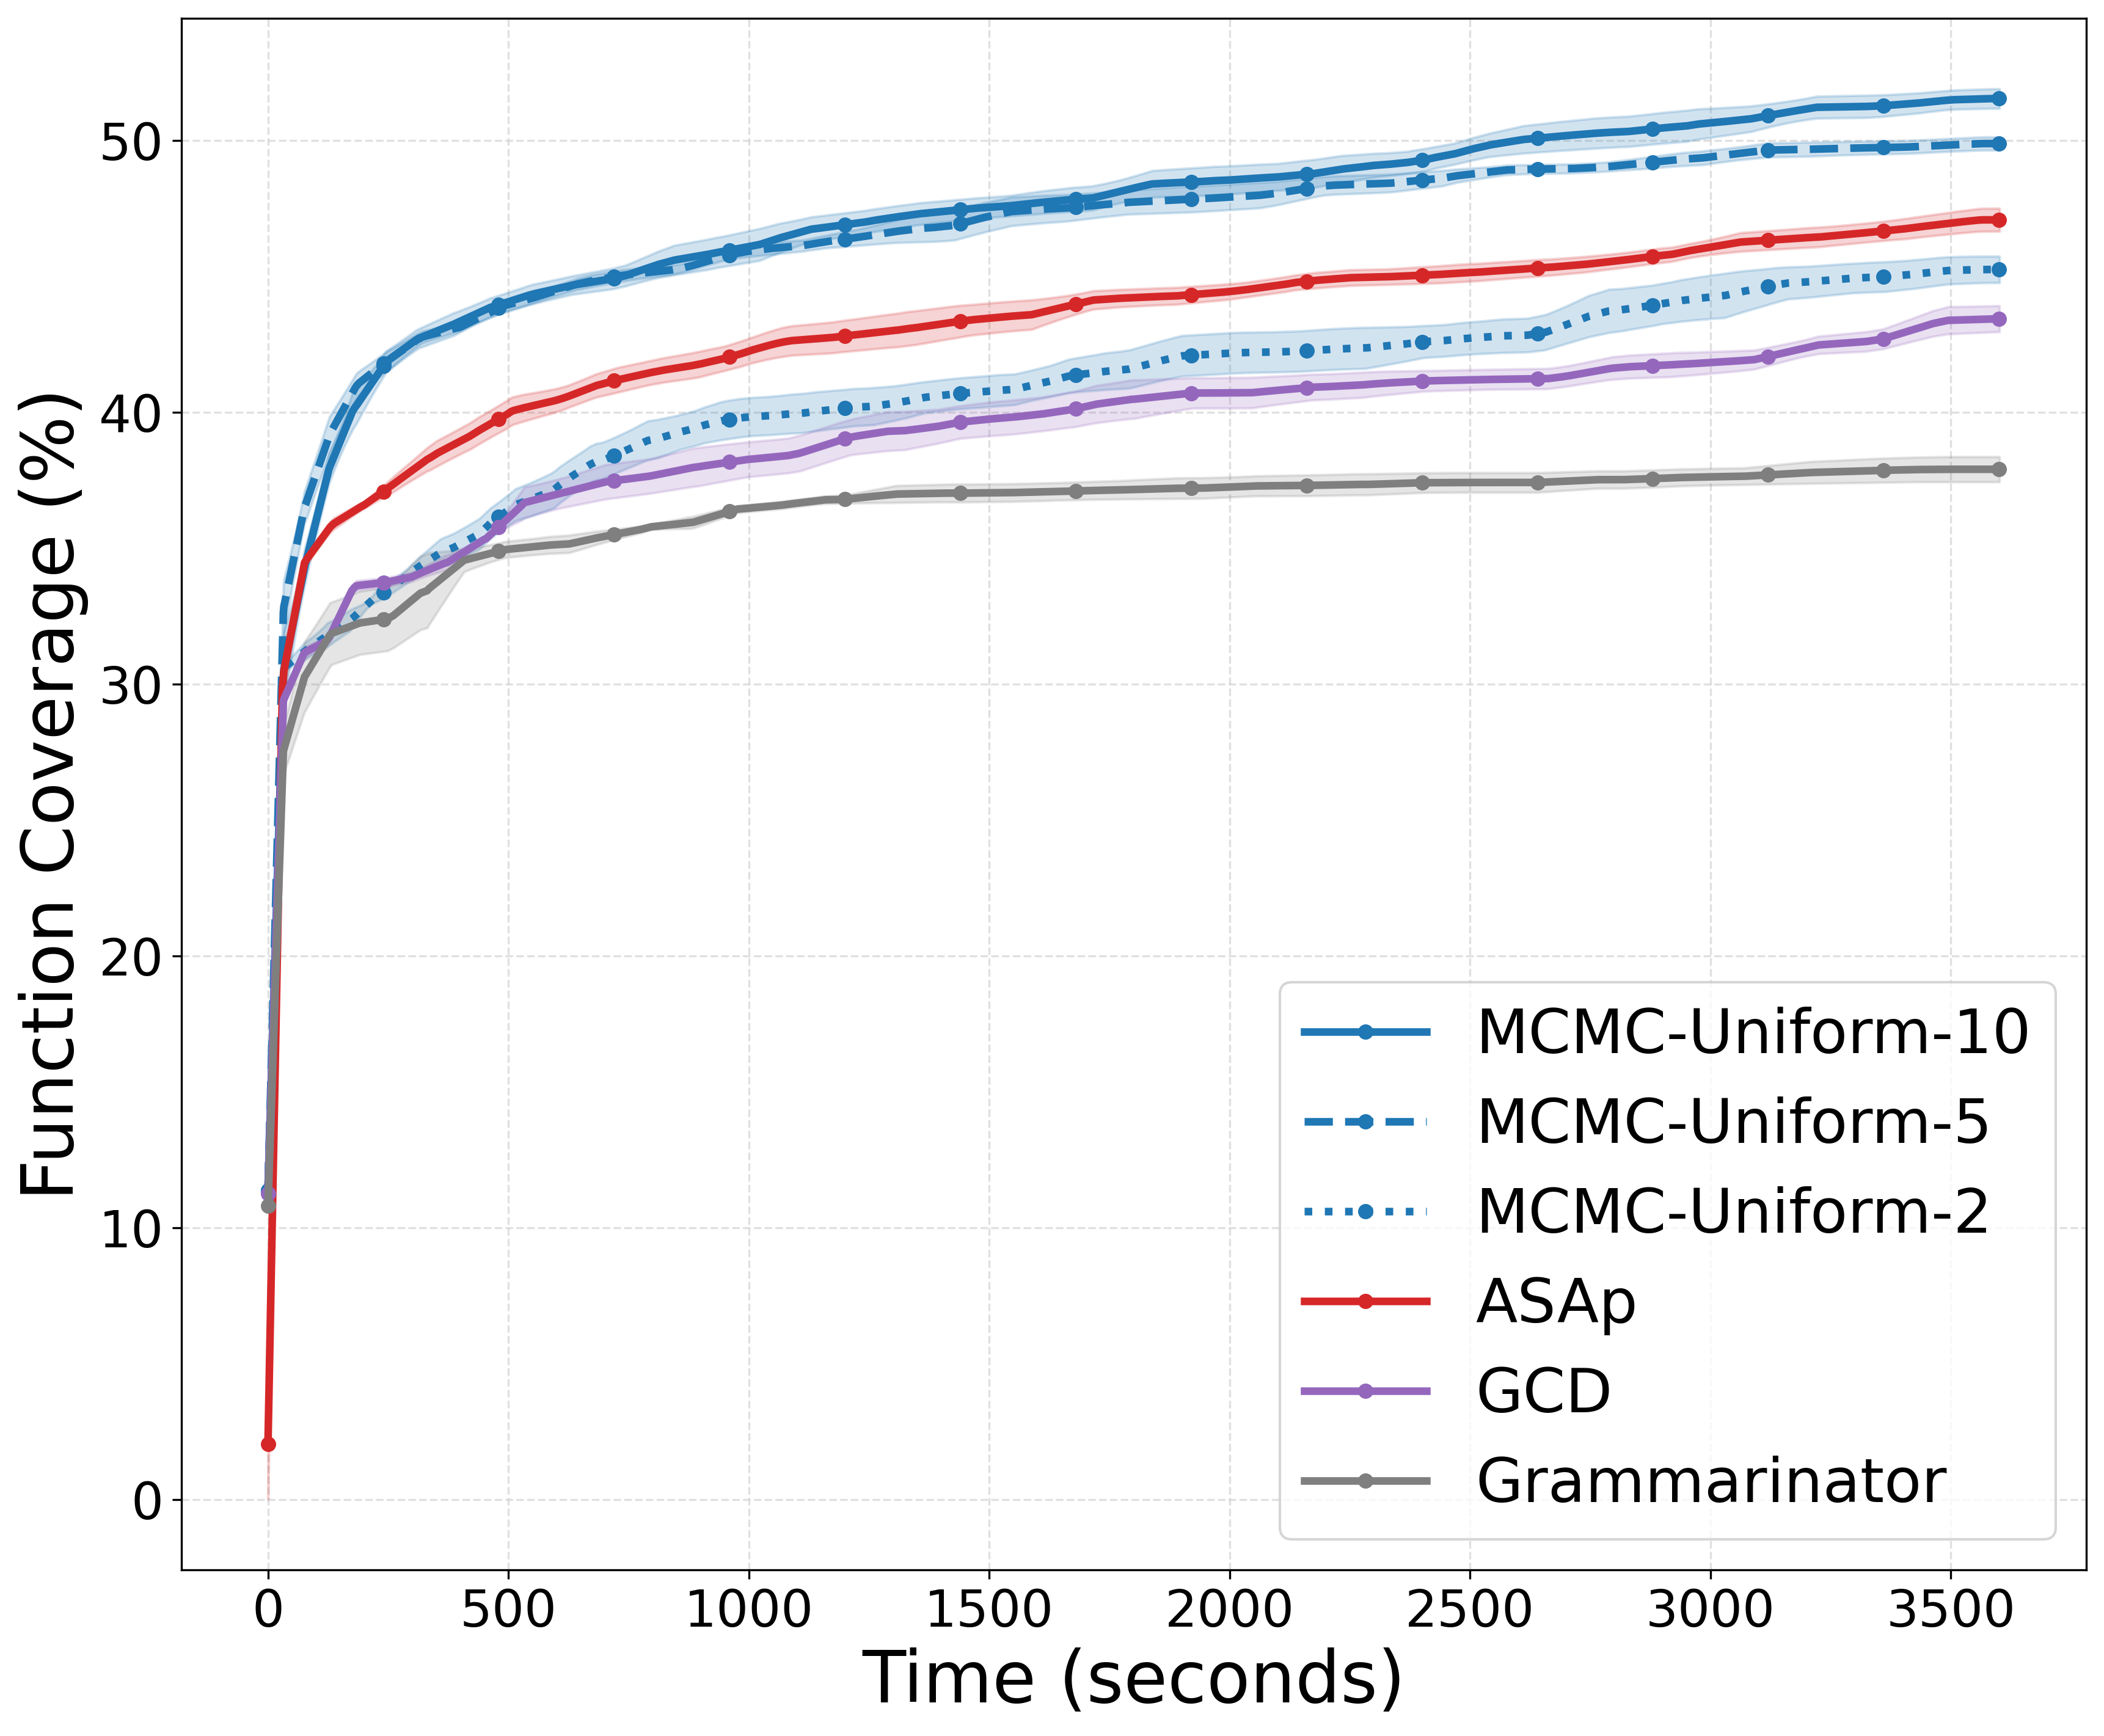 Function Coverage (%)
50
40
30
20
10
0
0 500 1000 1500 2000 2500 3000 3500
Time (seconds)
MCMC-Uniform-10
MCMC-Uniform-5
MCMC-Uniform-2
ASAp
GCD
Grammarinator